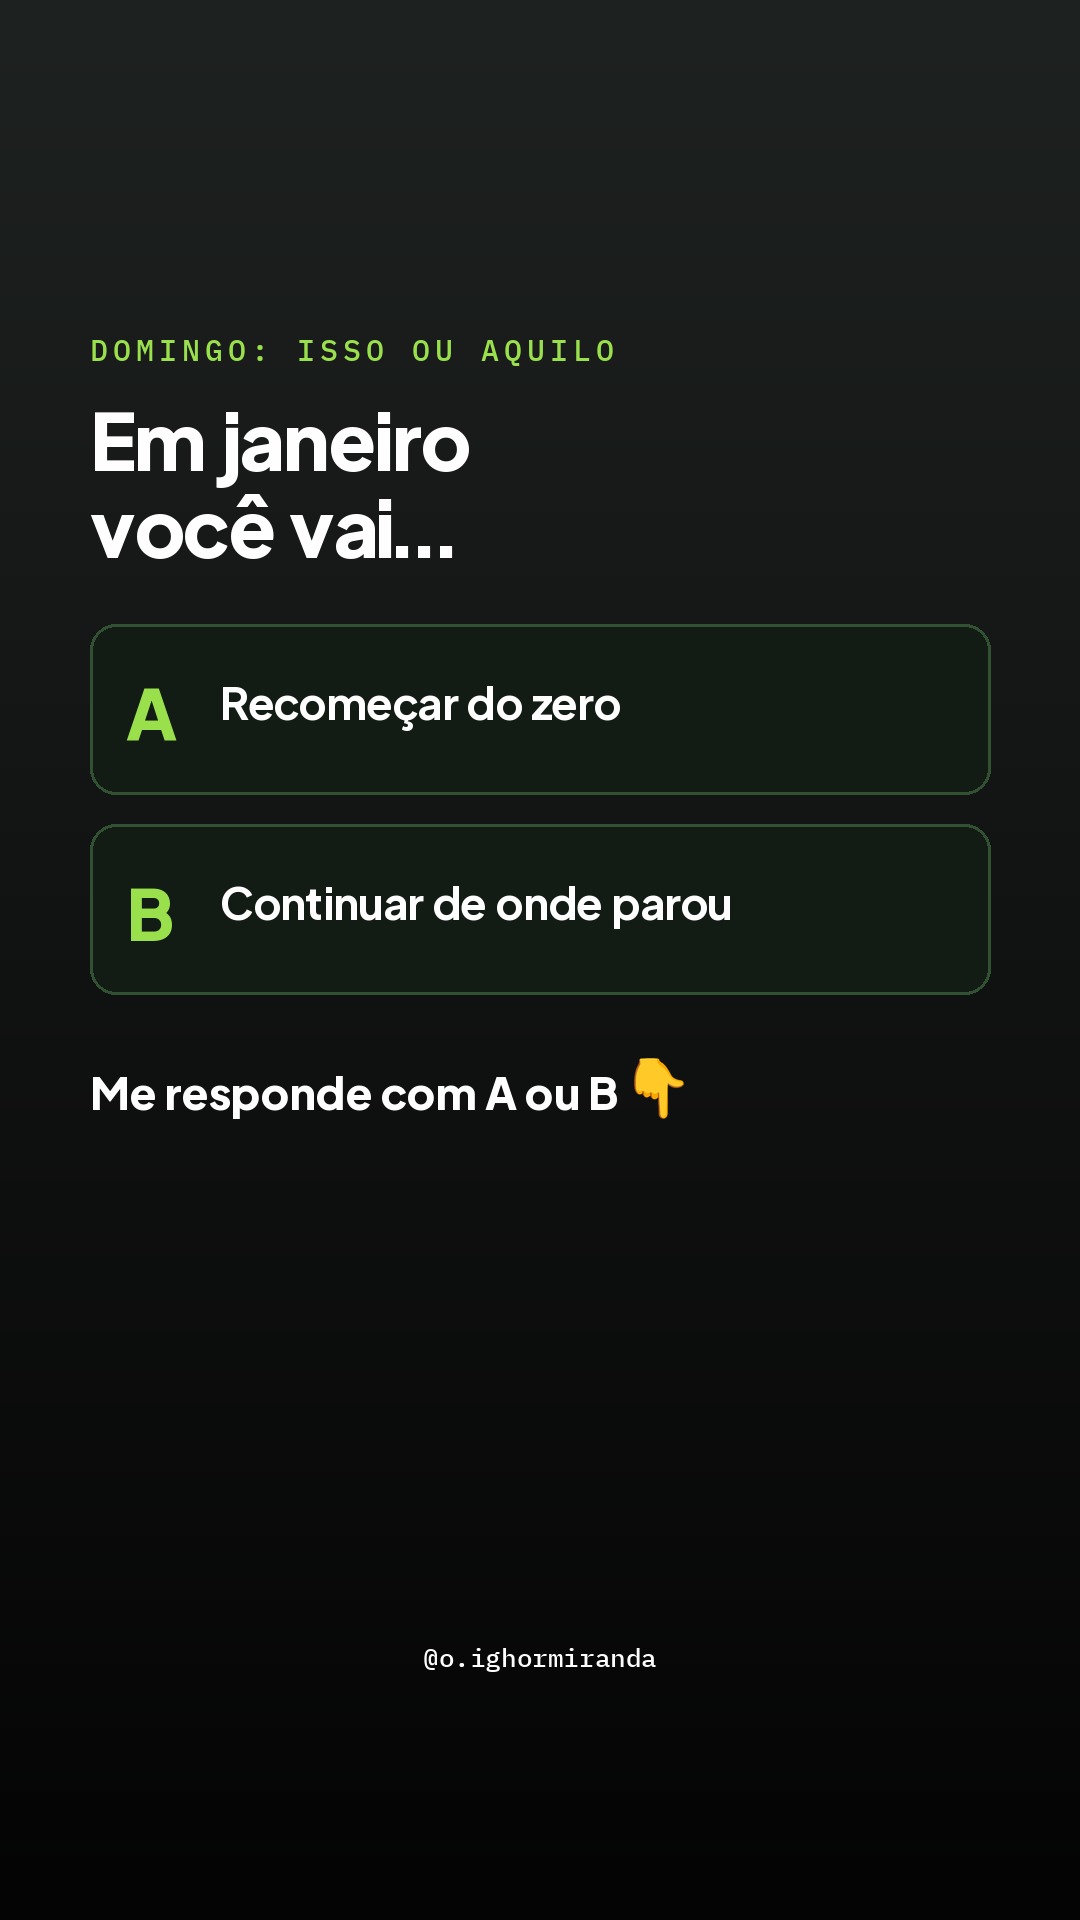 DOMINGO: ISSO OU AQUILO
Em janeiro
você vai...
A Recomeçar do zero
B Continuar de onde parou
Me responde com A ou B 👇
@o.ighormiranda